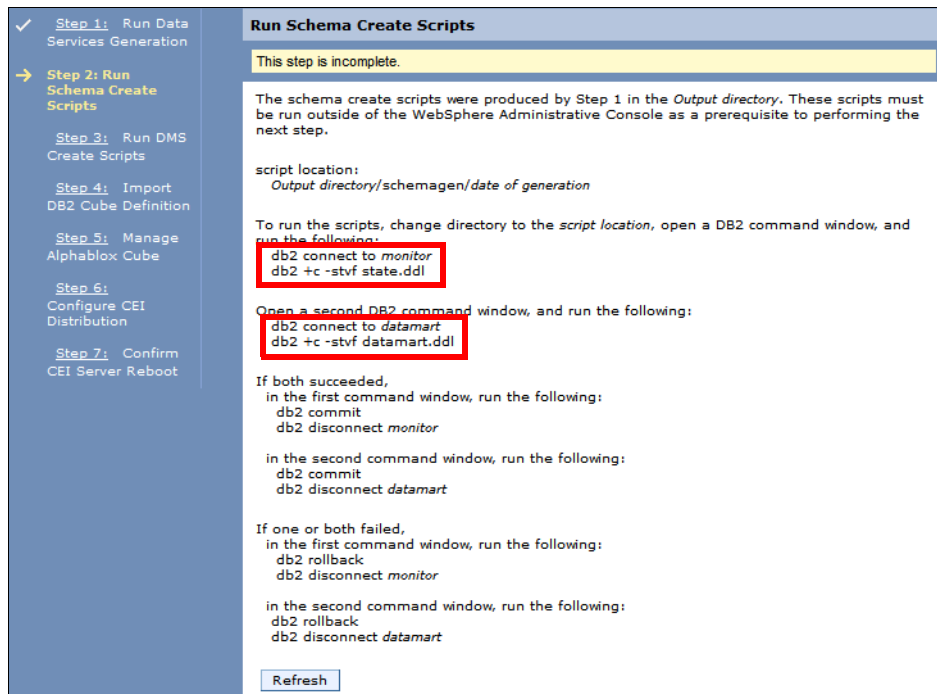 Step 1: Run Data
Services Generation
Step 2: Run
Schema Create
Scripts
Step 3: Run DMS
Create Scripts
Step 4: Import
DB2 Cube Definition
Step 5: Manage
Alphablox Cube
Step 6:
Configure CEI
Distribution
Step 7: Confirm
CEI Server Reboot
Run Schema Create Scripts
This step is incomplete.
The schema create scripts were produced by Step 1 in the Output directory. These scripts must
be run outside of the WebSphere Administrative Console as a prerequisite to performing the
next step.
script location:
Output directory/schemagen/date of generation
To run the scripts, change directory to the script location, open a DB2 command window, and
run the following:
db2 connect to monitor
db2 +c -stvf state.ddl
Open a second DB2 command window, and run the following:
db2 connect to datamart
db2 +c -stvf datamart.ddl
If both succeeded,
in the first command window, run the following:
db2 commit
db2 disconnect monitor
in the second command window, run the following:
db2 commit
db2 disconnect datamart
If one or both failed,
in the first command window, run the following:
db2 rollback
db2 disconnect monitor
in the second command window, run the following:
db2 rollback
db2 disconnect datamart
Refresh